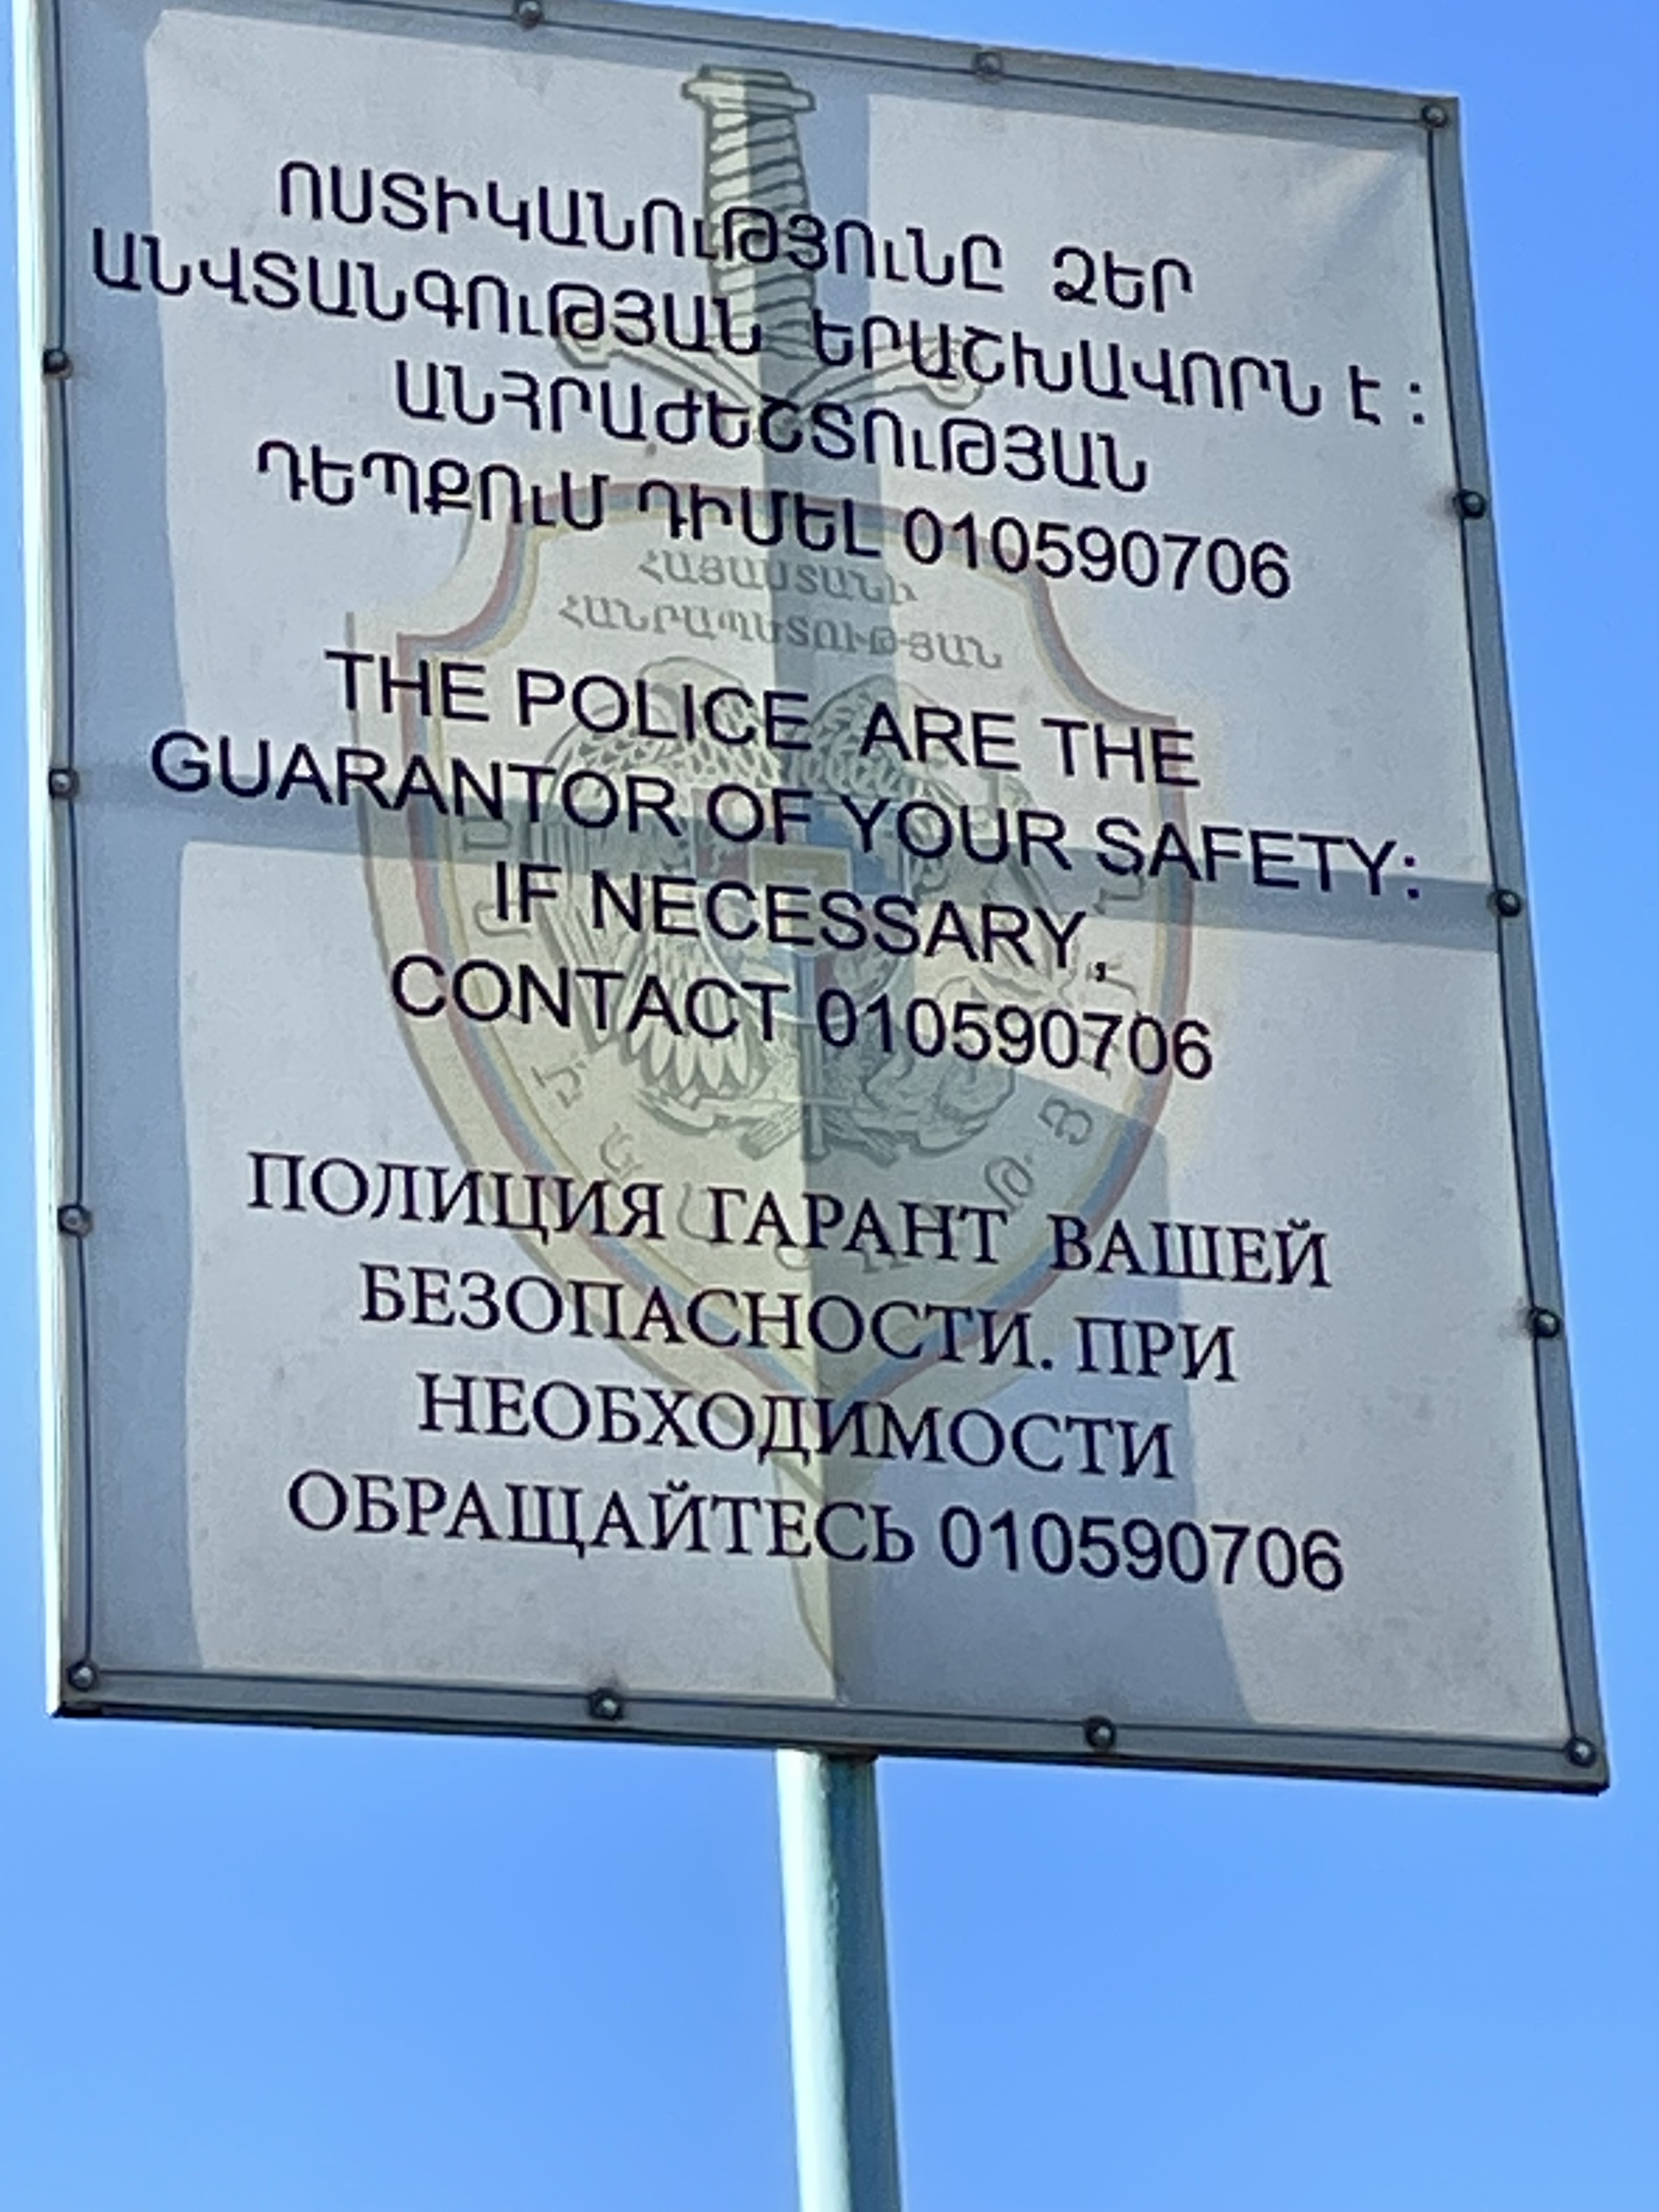 ՈՍՏԻԿԱՆՈւԹՅՈւՆԸ ՁԵՐ
ԱՆՎՏԱՆԳՈւԹՅԱՆ ԵՐԱՇԽԱՎՈՐՆ Է :
ԱՆՀՐԱԺԵՇՏՈւԹՅԱՆ
ԴԵՊՔՈւՄ ԴԻՄԵԼ 010590706
ՀԱՅԱՍՏԱՆԻ
ՀԱՆՐԱՊԵՏՈՒԹՅԱՆ
THE POLICE ARE THE
GUARANTOR OF YOUR SAFETY:
IF NECESSARY,
CONTACT 010590706
ПОЛИЦИЯ ГАРАНТ ВАШЕЙ
БЕЗОПАСНОСТИ. ПРИ
НЕОБХОДИМОСТИ
ОБРАЩАЙТЕСЬ 010590706